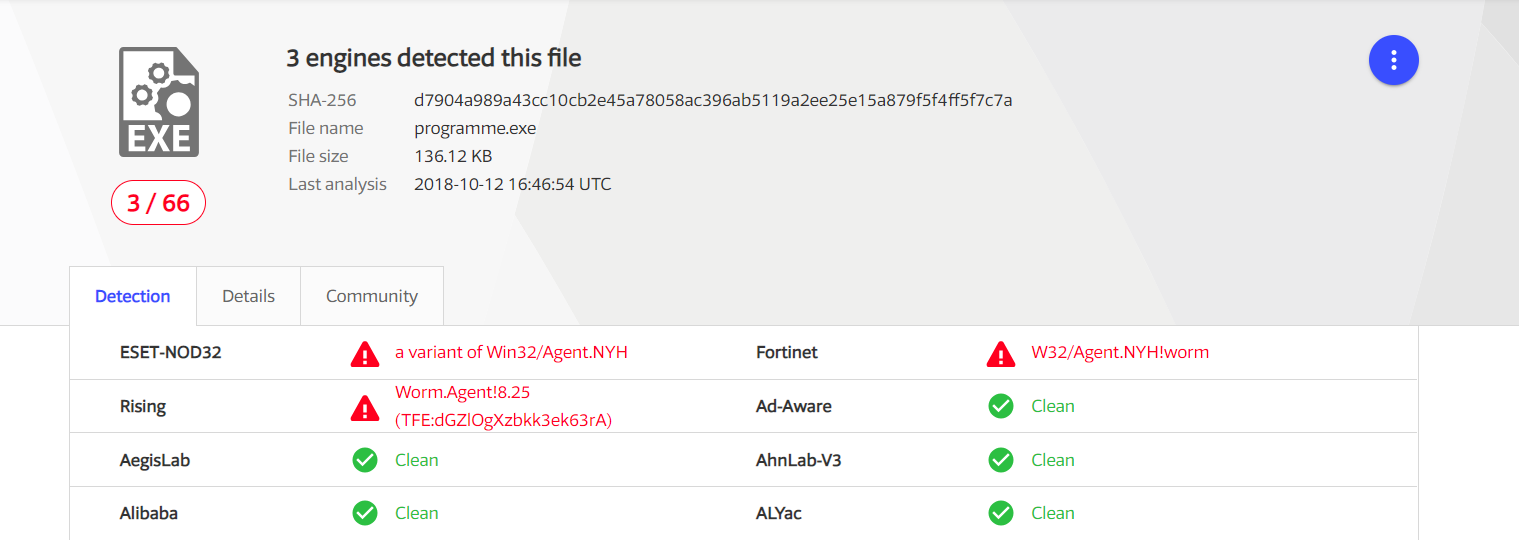 3 engines detected this file
SHA-256 d7904a989a43cc10cb2e45a78058ac396ab5119a2ee25e15a879f5f4ff5f7c7a
File name programme.exe
EXE
File size 136.12 KB
Last analysis 2018-10-12 16:46:54 UTC
3 / 66
Detection Details Community
ESET-NOD32 a variant of Win32/Agent.NYH Fortinet W32/Agent.NYH!worm
Rising Worm.Agent!8.25 (TFE:dGZlOgXzbkk3ek63rA) Ad-Aware Clean
AegisLab Clean AhnLab-V3 Clean
Alibaba Clean ALYac Clean